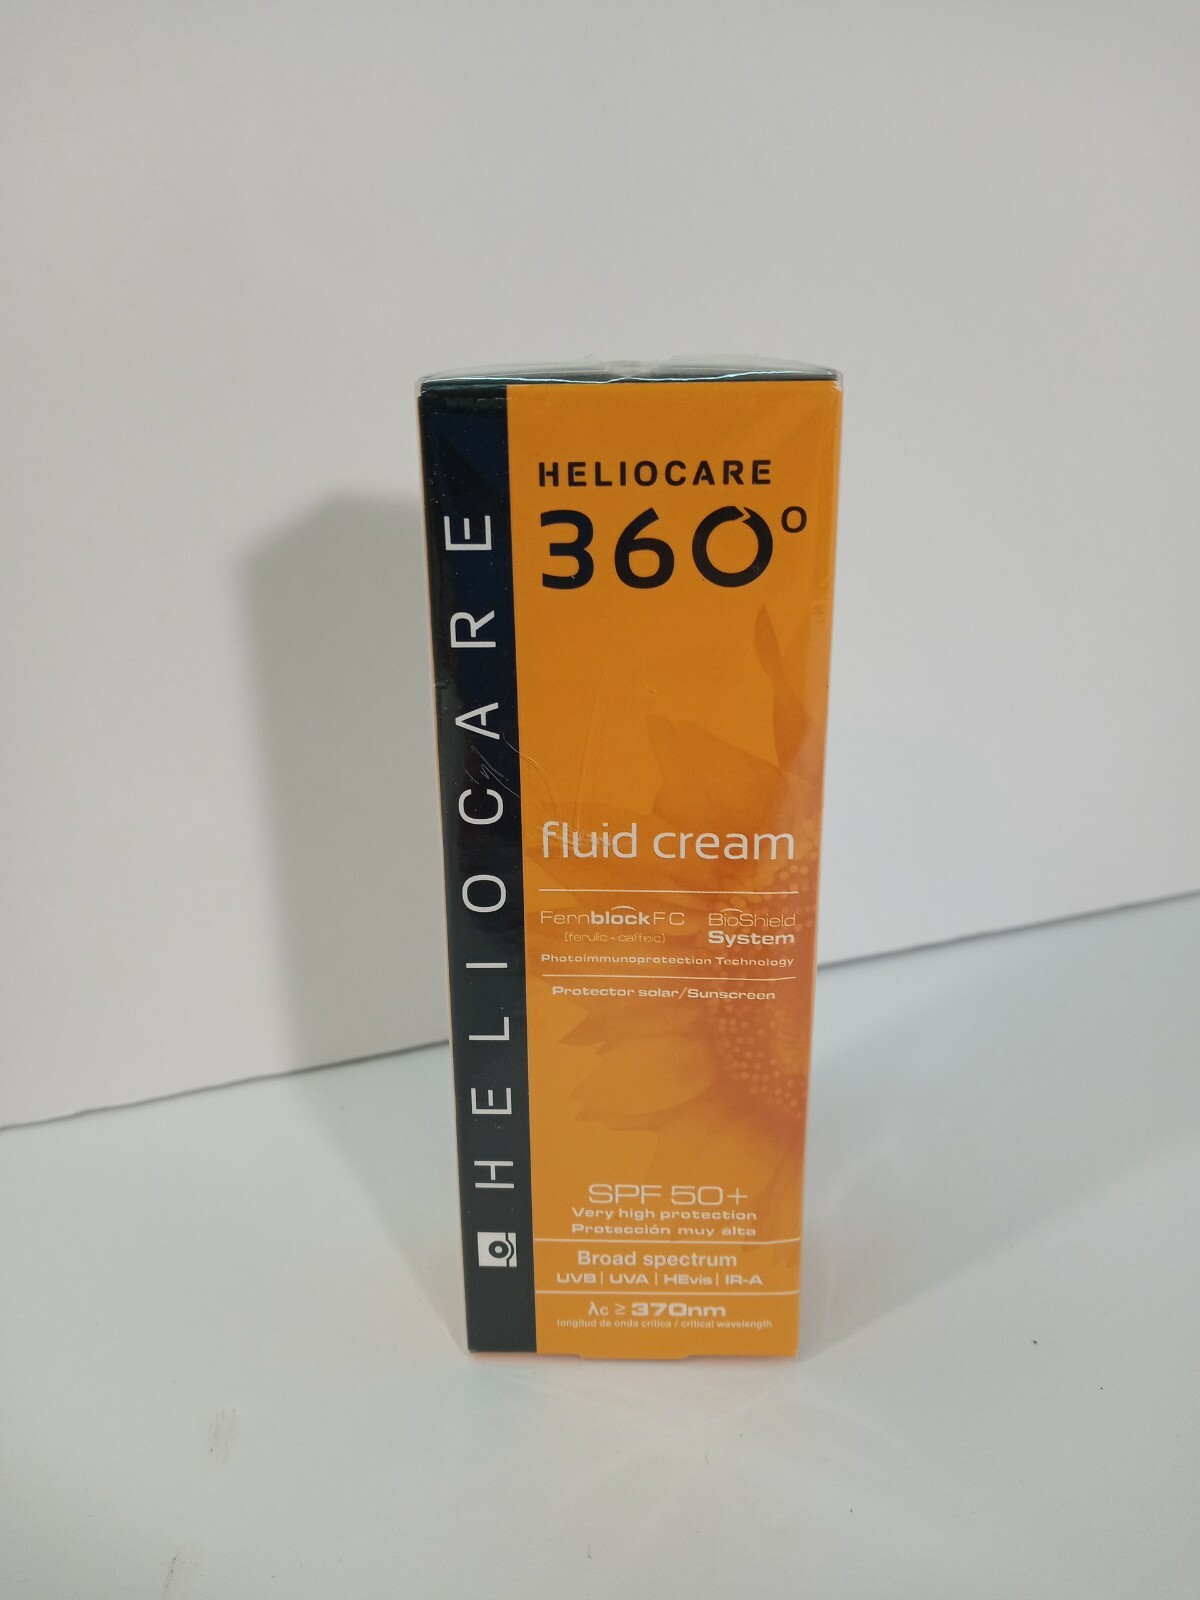 HELIOCARE
HELIOCARE
360°
fluid cream
FernblockFC BioShield
(ferulic - caffeic) System
Photoimmunoprotection Technology
Protector solar/Sunscreen
SPF 50+
Very high protection
Protección muy alta
Broad spectrum
UVB | UVA | HEvis | IR-A
λc ≥ 370nm
longitud de onda crítica / critical wavelength